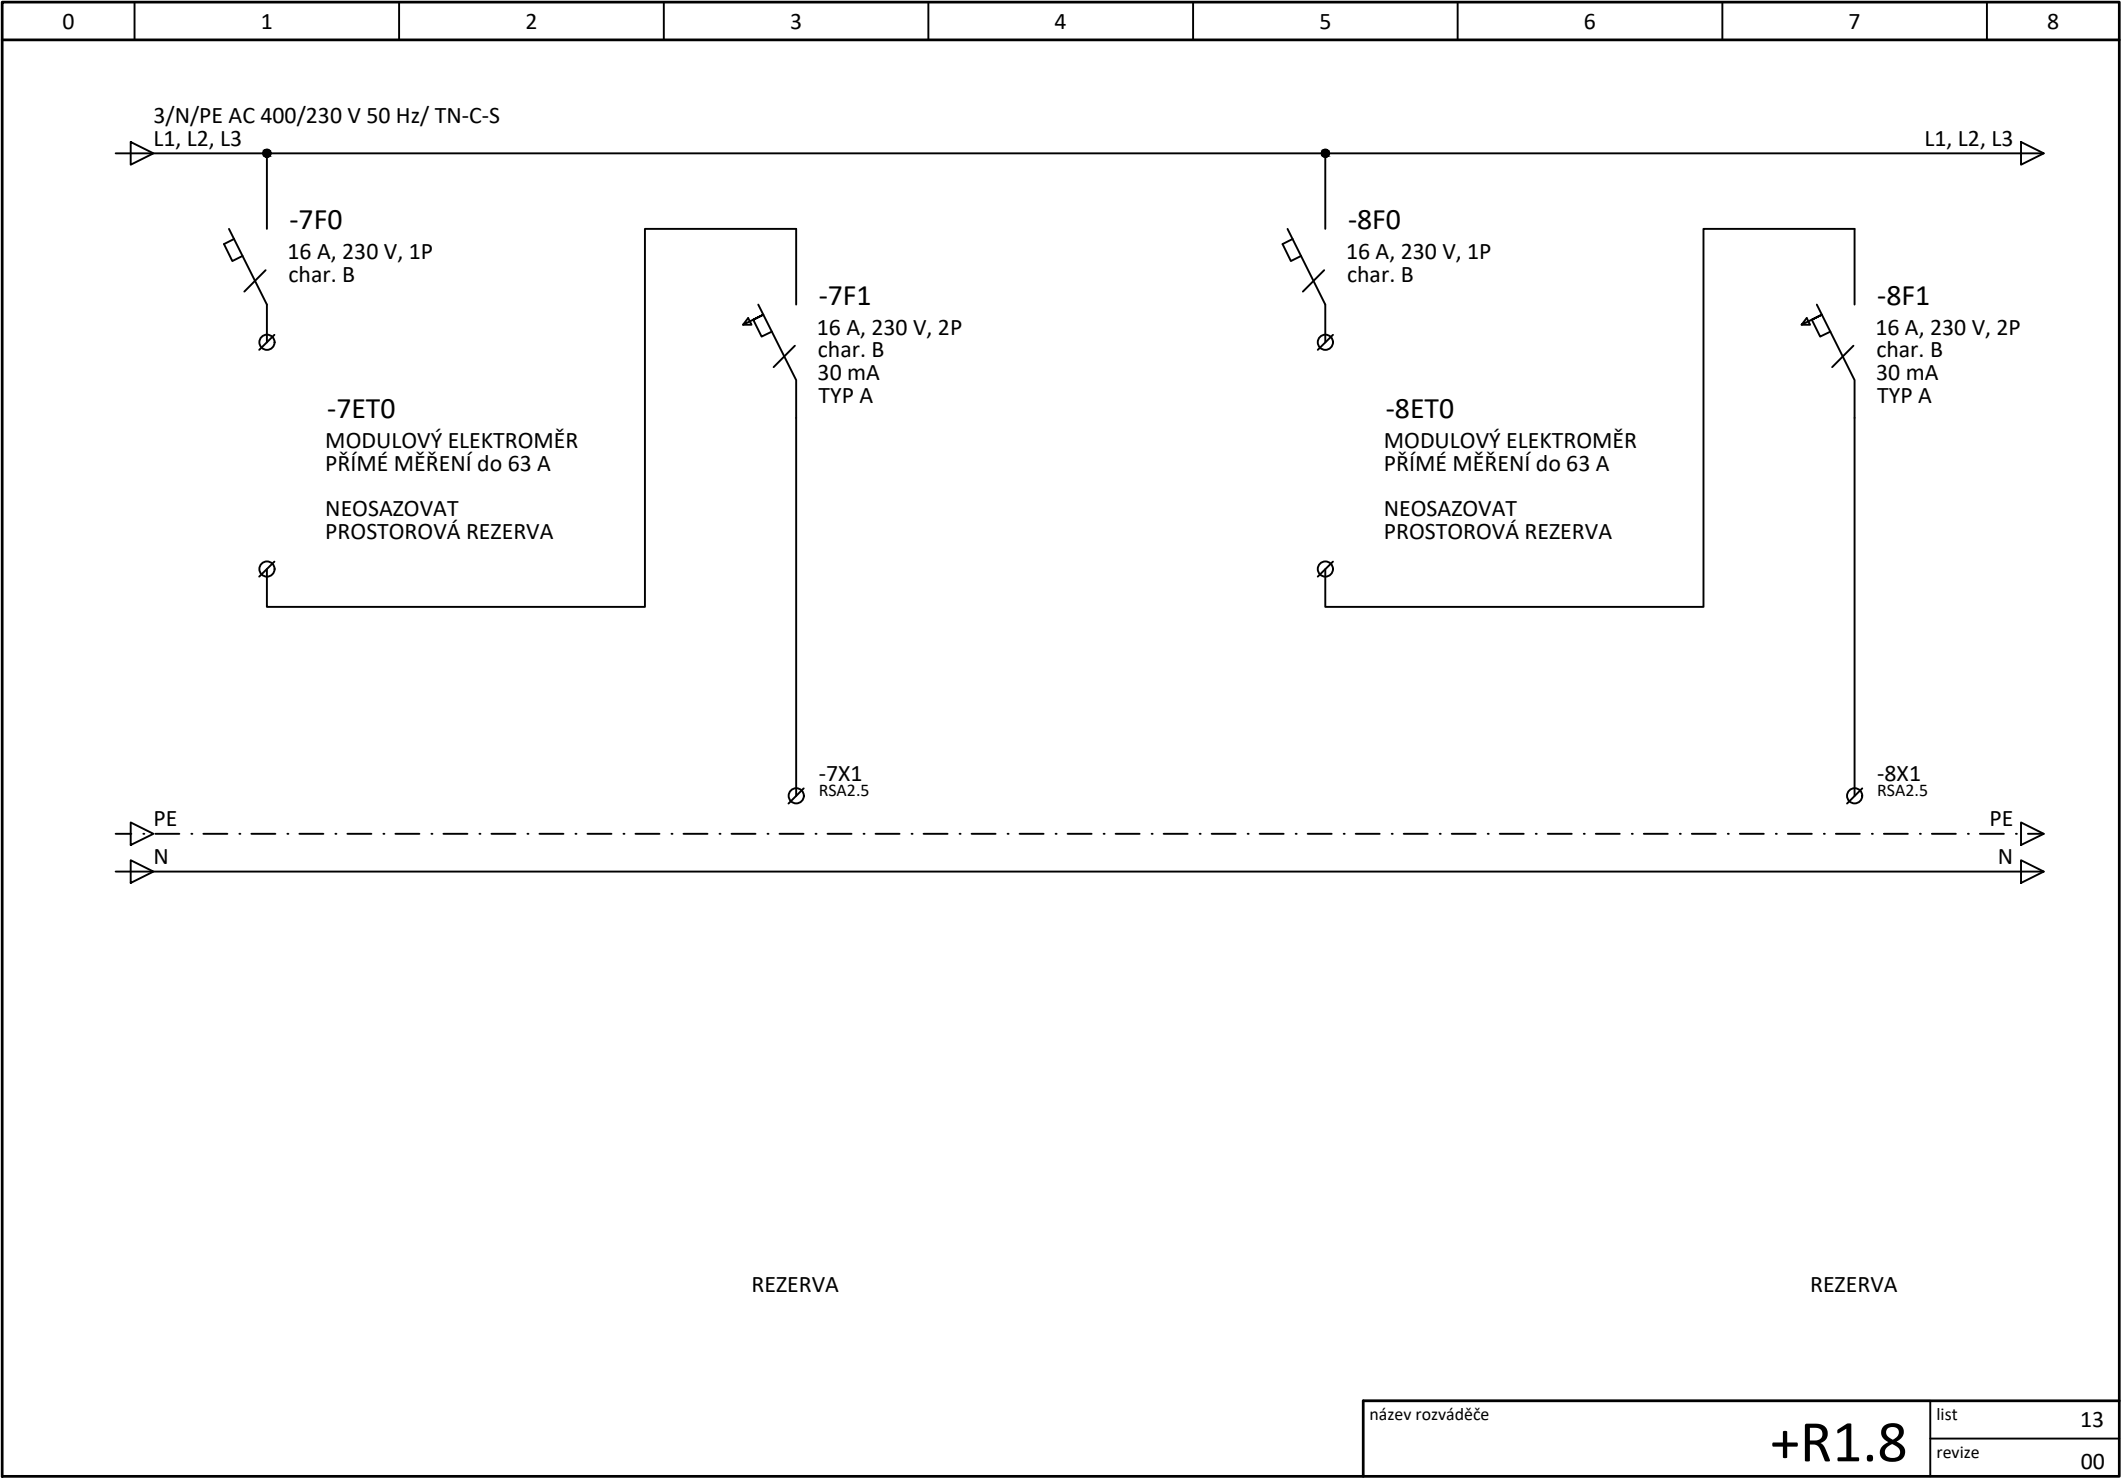 0 1 2 3 4 5 6 7 8
3/N/PE AC 400/230 V 50 Hz/ TN-C-S
L1, L2, L3
L1, L2, L3
-7F0
16 A, 230 V, 1P
char. B
-7F1
16 A, 230 V, 2P
char. B
30 mA
TYP A
-7ET0
MODULOVÝ ELEKTROMĚR
PŘÍMÉ MĚŘENÍ do 63 A
NEOSAZOVAT
PROSTOROVÁ REZERVA
-7X1
RSA2.5
-8F0
16 A, 230 V, 1P
char. B
-8F1
16 A, 230 V, 2P
char. B
30 mA
TYP A
-8ET0
MODULOVÝ ELEKTROMĚR
PŘÍMÉ MĚŘENÍ do 63 A
NEOSAZOVAT
PROSTOROVÁ REZERVA
-8X1
RSA2.5
PE
PE
N
N
REZERVA
REZERVA
název rozváděče
+R1.8
list 13
revize 00